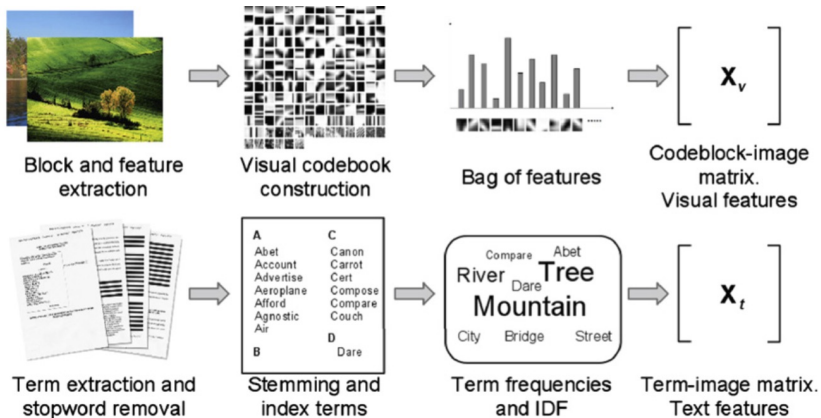 X_v
Block and feature
extraction
Visual codebook
construction
Bag of features
Codeblock-image
matrix.
Visual features
A
Abet
Account
Advertise
Aeroplane
Afford
Agnostic
Air
B
C
Canon
Carrot
Cert
Compose
Compare
Couch
D
Dare
Compare
Abet
River
Tree
Dare
Mountain
City Bridge Street
X_t
Term extraction and
stopword removal
Stemming and
index terms
Term frequencies
and IDF
Term-image matrix.
Text features